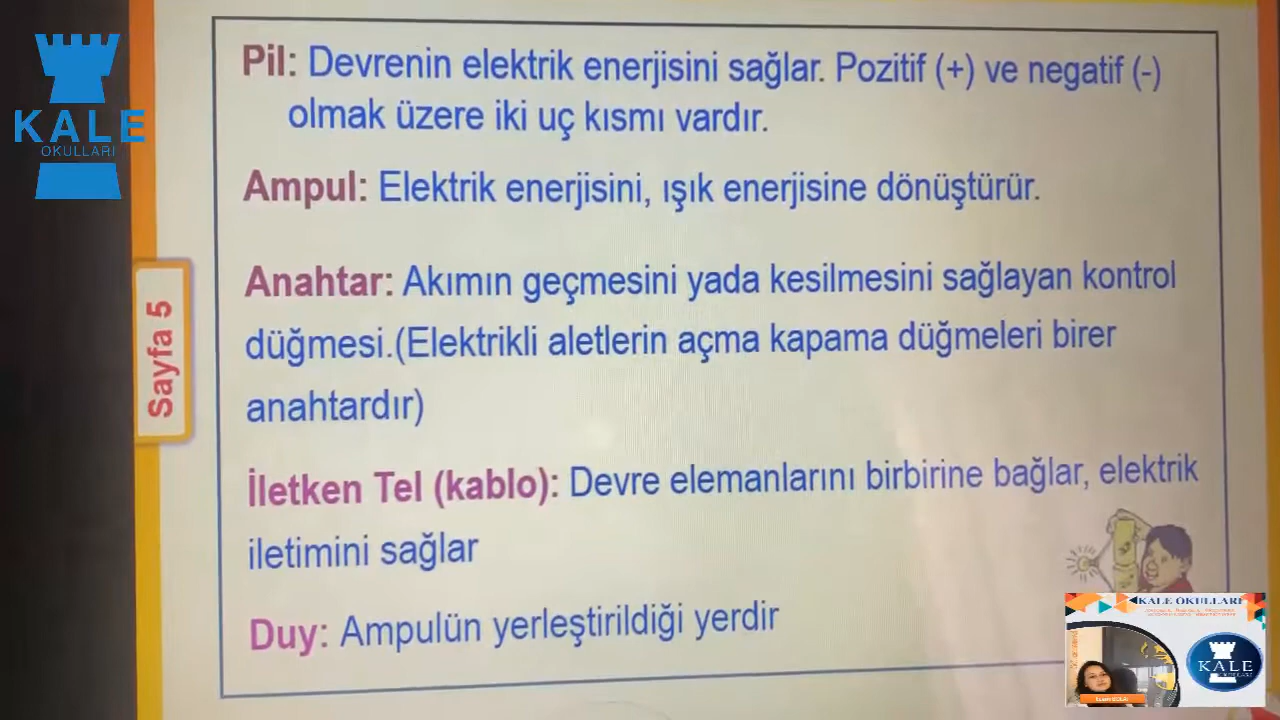 KALE
OKULLARI
Sayfa 5
Pil: Devrenin elektrik enerjisini sağlar. Pozitif (+) ve negatif (-)
olmak üzere iki uç kısmı vardır.
Ampul: Elektrik enerjisini, ışık enerjisine dönüştürür.
Anahtar: Akımın geçmesini yada kesilmesini sağlayan kontrol
düğmesi.(Elektrikli aletlerin açma kapama düğmeleri birer
anahtardır)
İletken Tel (kablo): Devre elemanlarını birbirine bağlar, elektrik
iletimini sağlar
Duy: Ampulün yerleştirildiği yerdir
KALE OKULLARI
KALE
OKULLARI